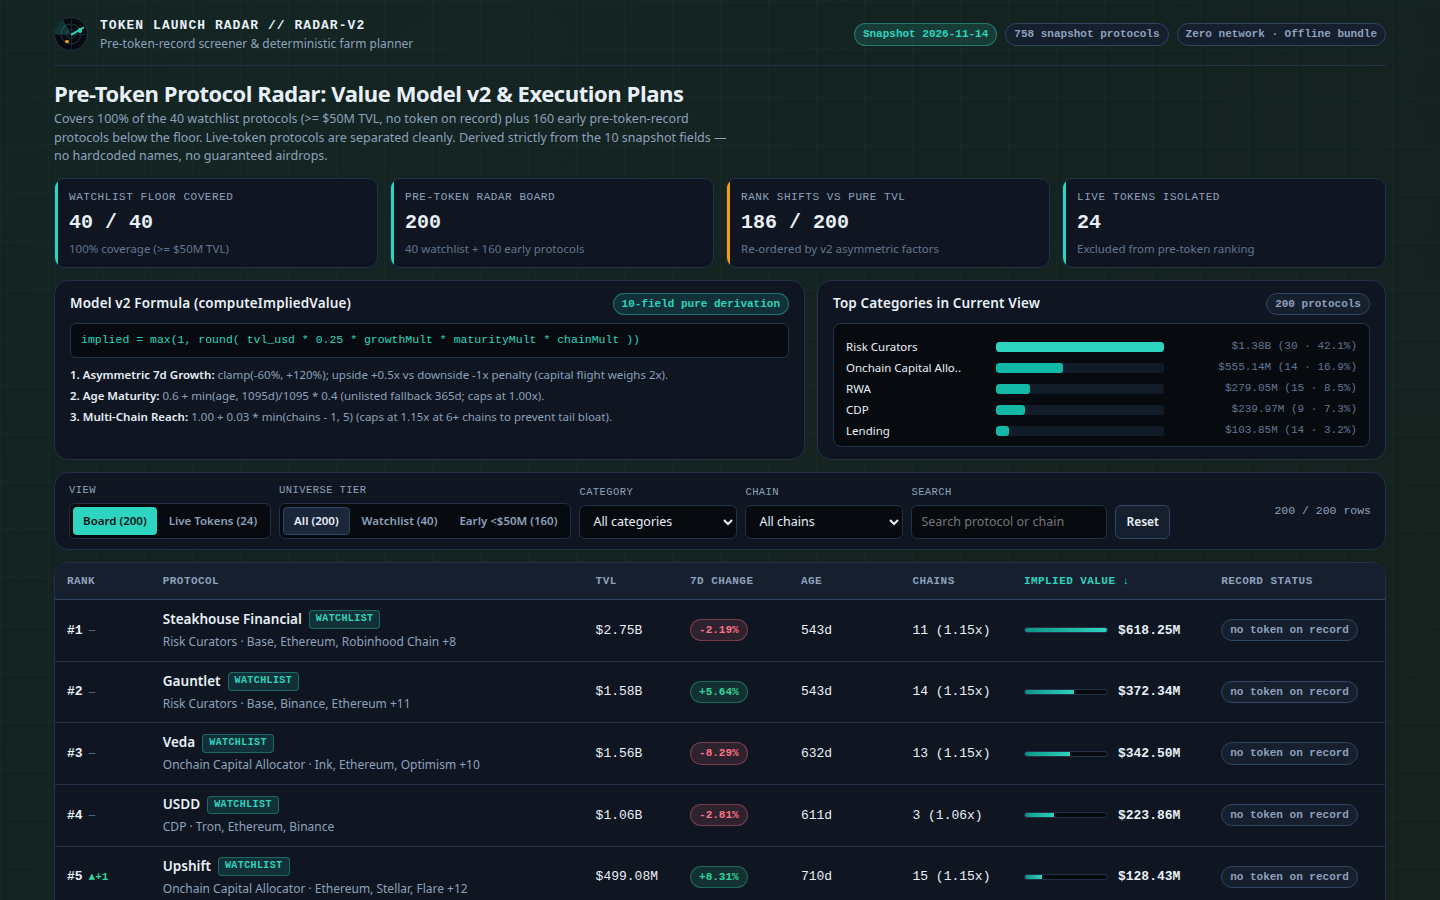 TOKEN LAUNCH RADAR // RADAR-V2
Pre-token-record screener & deterministic farm planner
Snapshot 2026-11-14
758 snapshot protocols
Zero network · Offline bundle
Pre-Token Protocol Radar: Value Model v2 & Execution Plans
Covers 100% of the 40 watchlist protocols (>= $50M TVL, no token on record) plus 160 early pre-token-record
protocols below the floor. Live-token protocols are separated cleanly. Derived strictly from the 10 snapshot fields —
no hardcoded names, no guaranteed airdrops.
WATCHLIST FLOOR COVERED
40 / 40
100% coverage (>= $50M TVL)
PRE-TOKEN RADAR BOARD
200
40 watchlist + 160 early protocols
RANK SHIFTS VS PURE TVL
186 / 200
Re-ordered by v2 asymmetric factors
LIVE TOKENS ISOLATED
24
Excluded from pre-token ranking
Model v2 Formula (computeImpliedValue)
10-field pure derivation
implied = max(1, round( tvl_usd * 0.25 * growthMult * maturityMult * chainMult ))
1. Asymmetric 7d Growth: clamp(-60%, +120%); upside +0.5x vs downside -1x penalty (capital flight weighs 2x).
2. Age Maturity: 0.6 + min(age, 1095d)/1095 * 0.4 (unlisted fallback 365d; caps at 1.00x).
3. Multi-Chain Reach: 1.00 + 0.03 * min(chains - 1, 5) (caps at 1.15x at 6+ chains to prevent tail bloat).
Top Categories in Current View
200 protocols
Risk Curators $1.38B (30 · 42.1%)
Onchain Capital Allo.. $555.14M (14 · 16.9%)
RWA $279.05M (15 · 8.5%)
CDP $239.97M (9 · 7.3%)
Lending $103.85M (14 · 3.2%)
VIEW
Board (200) Live Tokens (24)
UNIVERSE TIER
All (200) Watchlist (40) Early <$50M (160)
CATEGORY
All categories
CHAIN
All chains
SEARCH
Search protocol or chain
Reset
200 / 200 rows
RANK PROTOCOL TVL 7D CHANGE AGE CHAINS IMPLIED VALUE ↓ RECORD STATUS
#1 — Steakhouse Financial WATCHLIST $2.75B -2.19% 543d 11 (1.15x) $618.25M no token on record
Risk Curators · Base, Ethereum, Robinhood Chain +8
#2 — Gauntlet WATCHLIST $1.58B +5.64% 543d 14 (1.15x) $372.34M no token on record
Risk Curators · Base, Binance, Ethereum +11
#3 — Veda WATCHLIST $1.56B -8.29% 632d 13 (1.15x) $342.50M no token on record
Onchain Capital Allocator · Ink, Ethereum, Optimism +10
#4 — USDD WATCHLIST $1.06B -2.81% 611d 3 (1.06x) $223.86M no token on record
CDP · Tron, Ethereum, Binance
#5 ▲+1 Upshift WATCHLIST $499.08M +8.31% 710d 15 (1.15x) $128.43M no token on record
Onchain Capital Allocator · Ethereum, Stellar, Flare +12